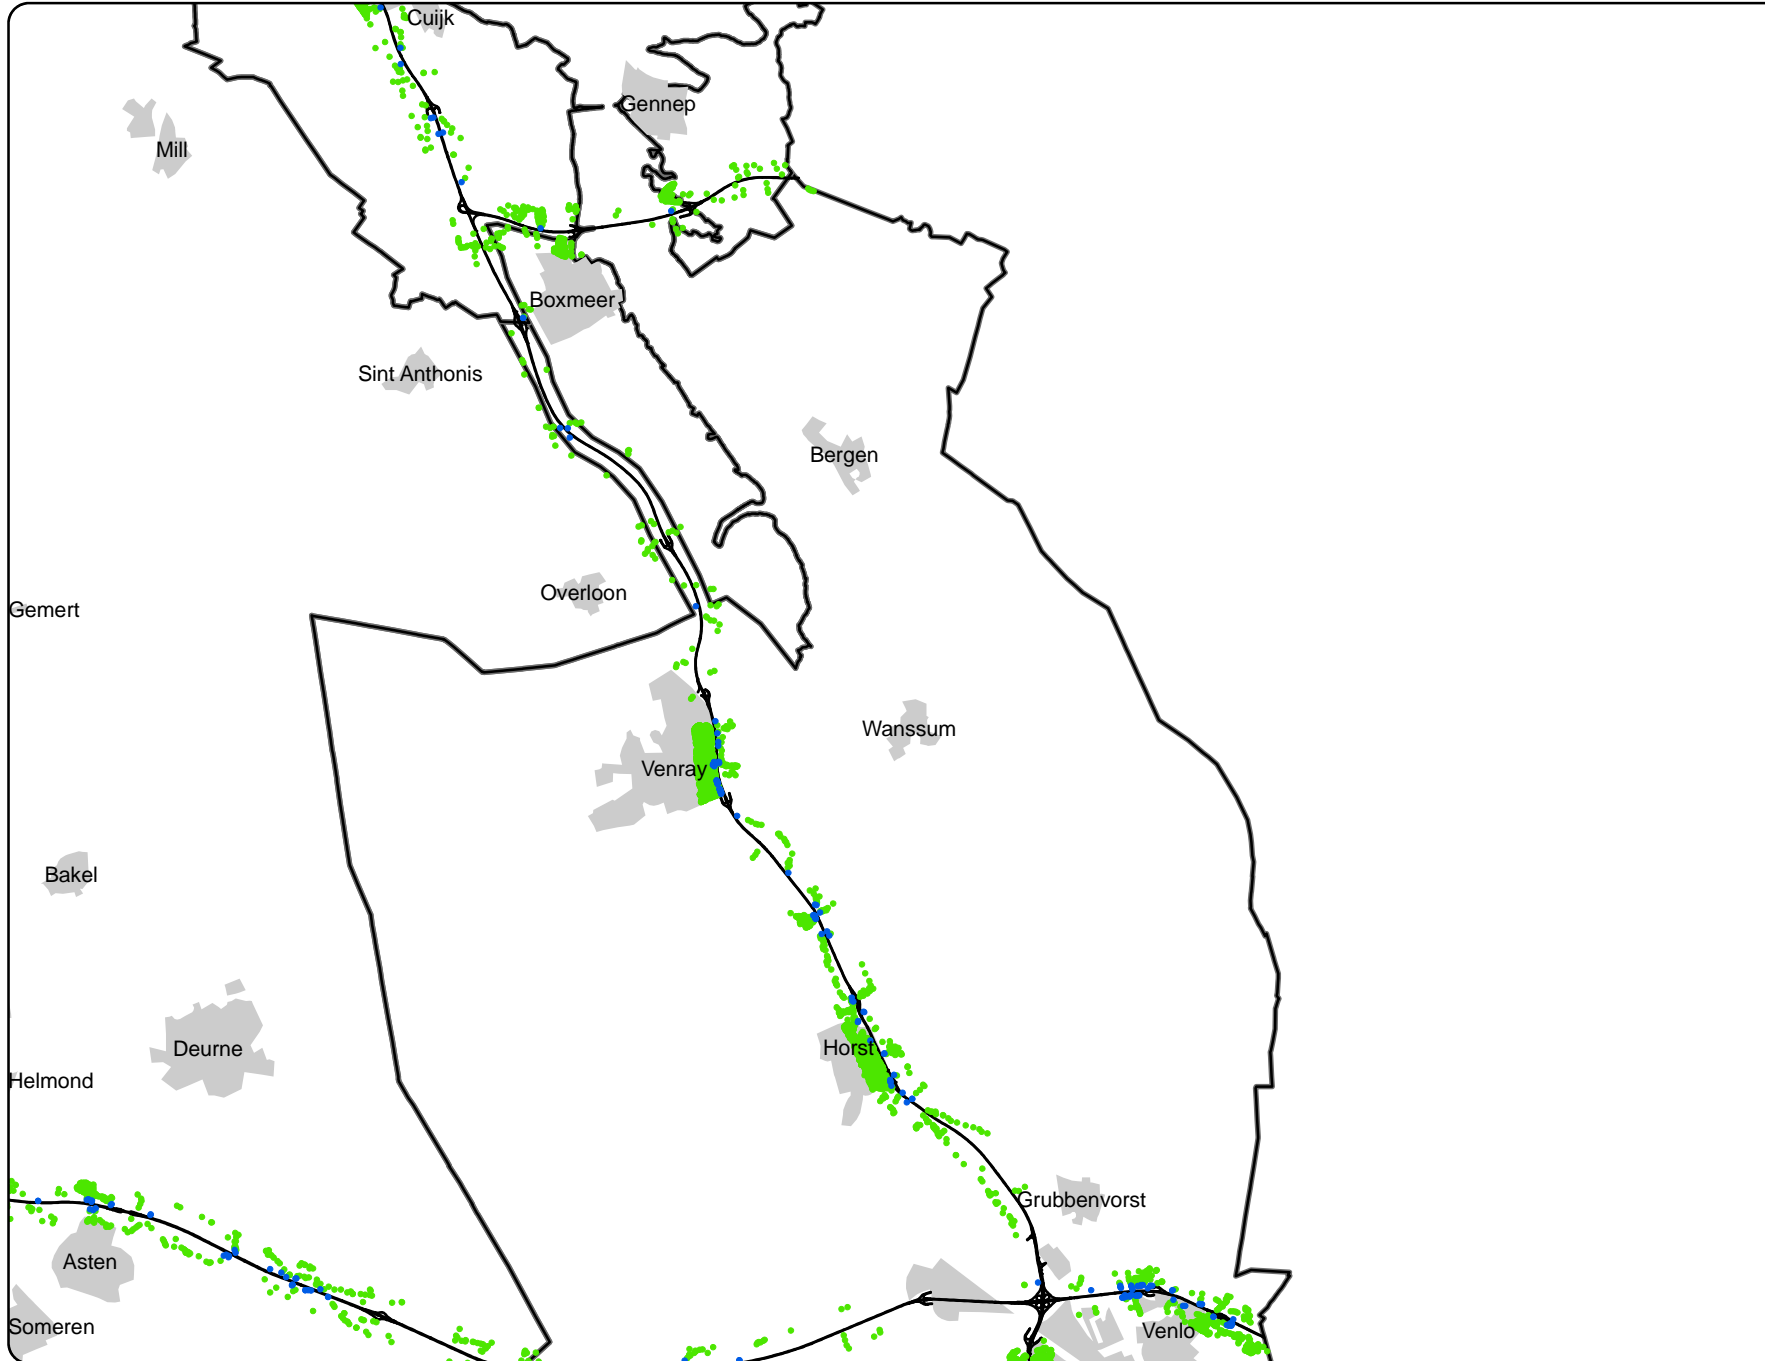 Cuijk
Gennep
Mill
Boxmeer
Sint Anthonis
Bergen
Overloon
Gemert
Wanssum
Venray
Bakel
Horst
Deurne
Helmond
Grubbenvorst
Asten
Someren
Venlo